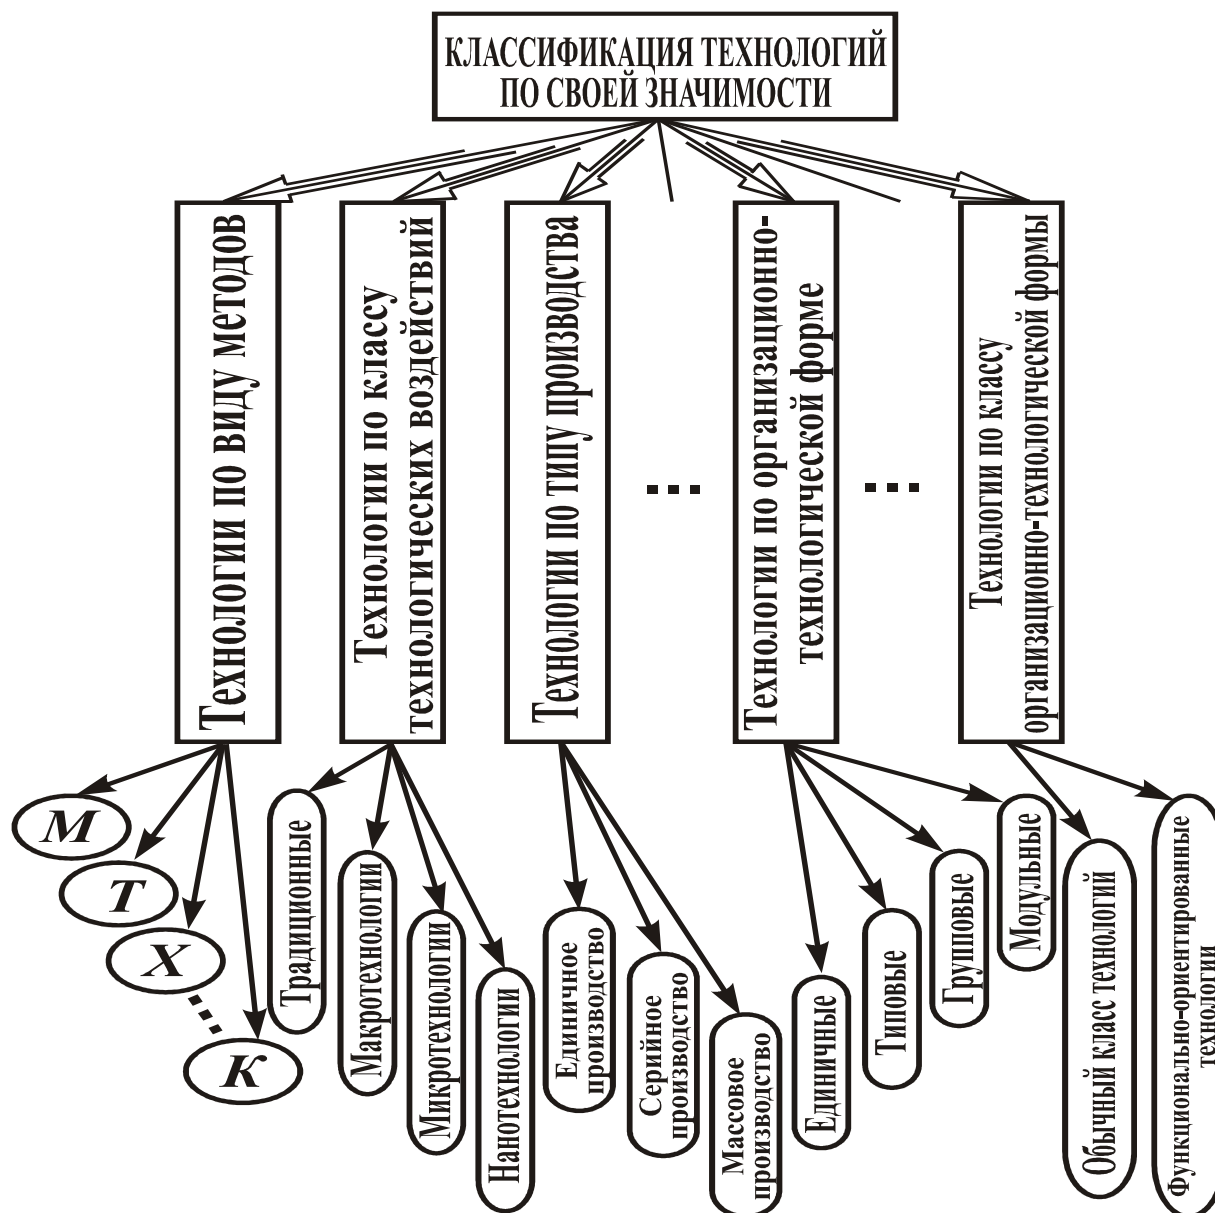 КЛАССИФИКАЦИЯ ТЕХНОЛОГИЙ
ПО СВОЕЙ ЗНАЧИМОСТИ
Технологии по виду методов
Технологии по классу
технологических воздействий
Технологии по типу производства
...
Технологии по организационно-
технологической форме
...
Технологии по классу
организационно-технологической формы
М
Т
Х
К
Традиционные
Макротехнологии
Микротехнологии
Нанотехнологии
Единичное
производство
Серийное
производство
Массовое
производство
Единичные
Типовые
Групповые
Модульные
Обычный класс технологий
Функционально-ориентированные
технологии